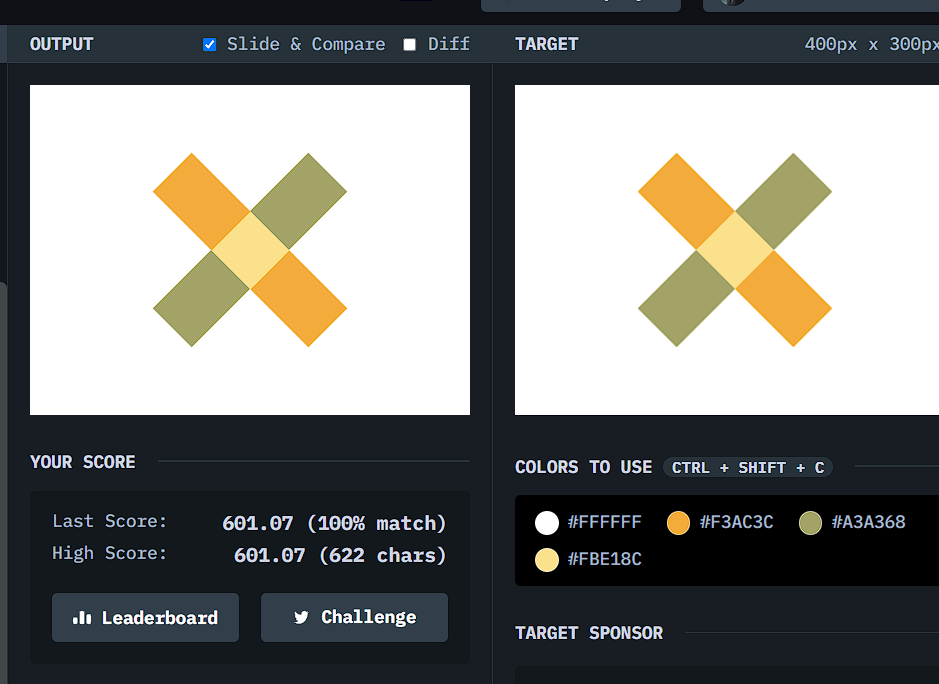 OUTPUT
Slide & Compare
Diff
TARGET
400px x 300px
YOUR SCORE
Last Score: 601.07 (100% match)
High Score: 601.07 (622 chars)
Leaderboard
Challenge
COLORS TO USE CTRL + SHIFT + C
#FFFFFF #F3AC3C #A3A368
#FBE18C
TARGET SPONSOR